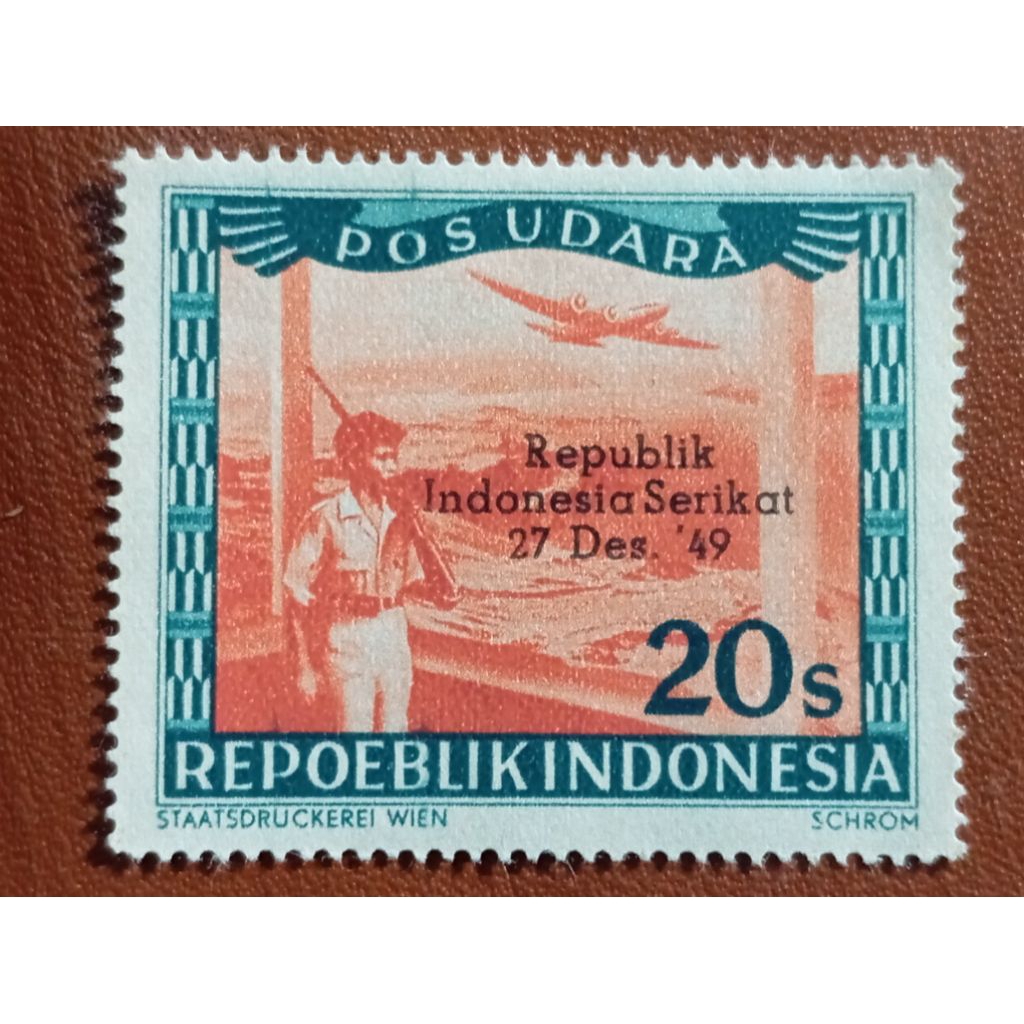 POS UDARA
Republik
Indonesia Serikat
27 Des. '49
20s
REPOEBLIK INDONESIA
STAATSDRUCKEREI WIEN
SCHROM